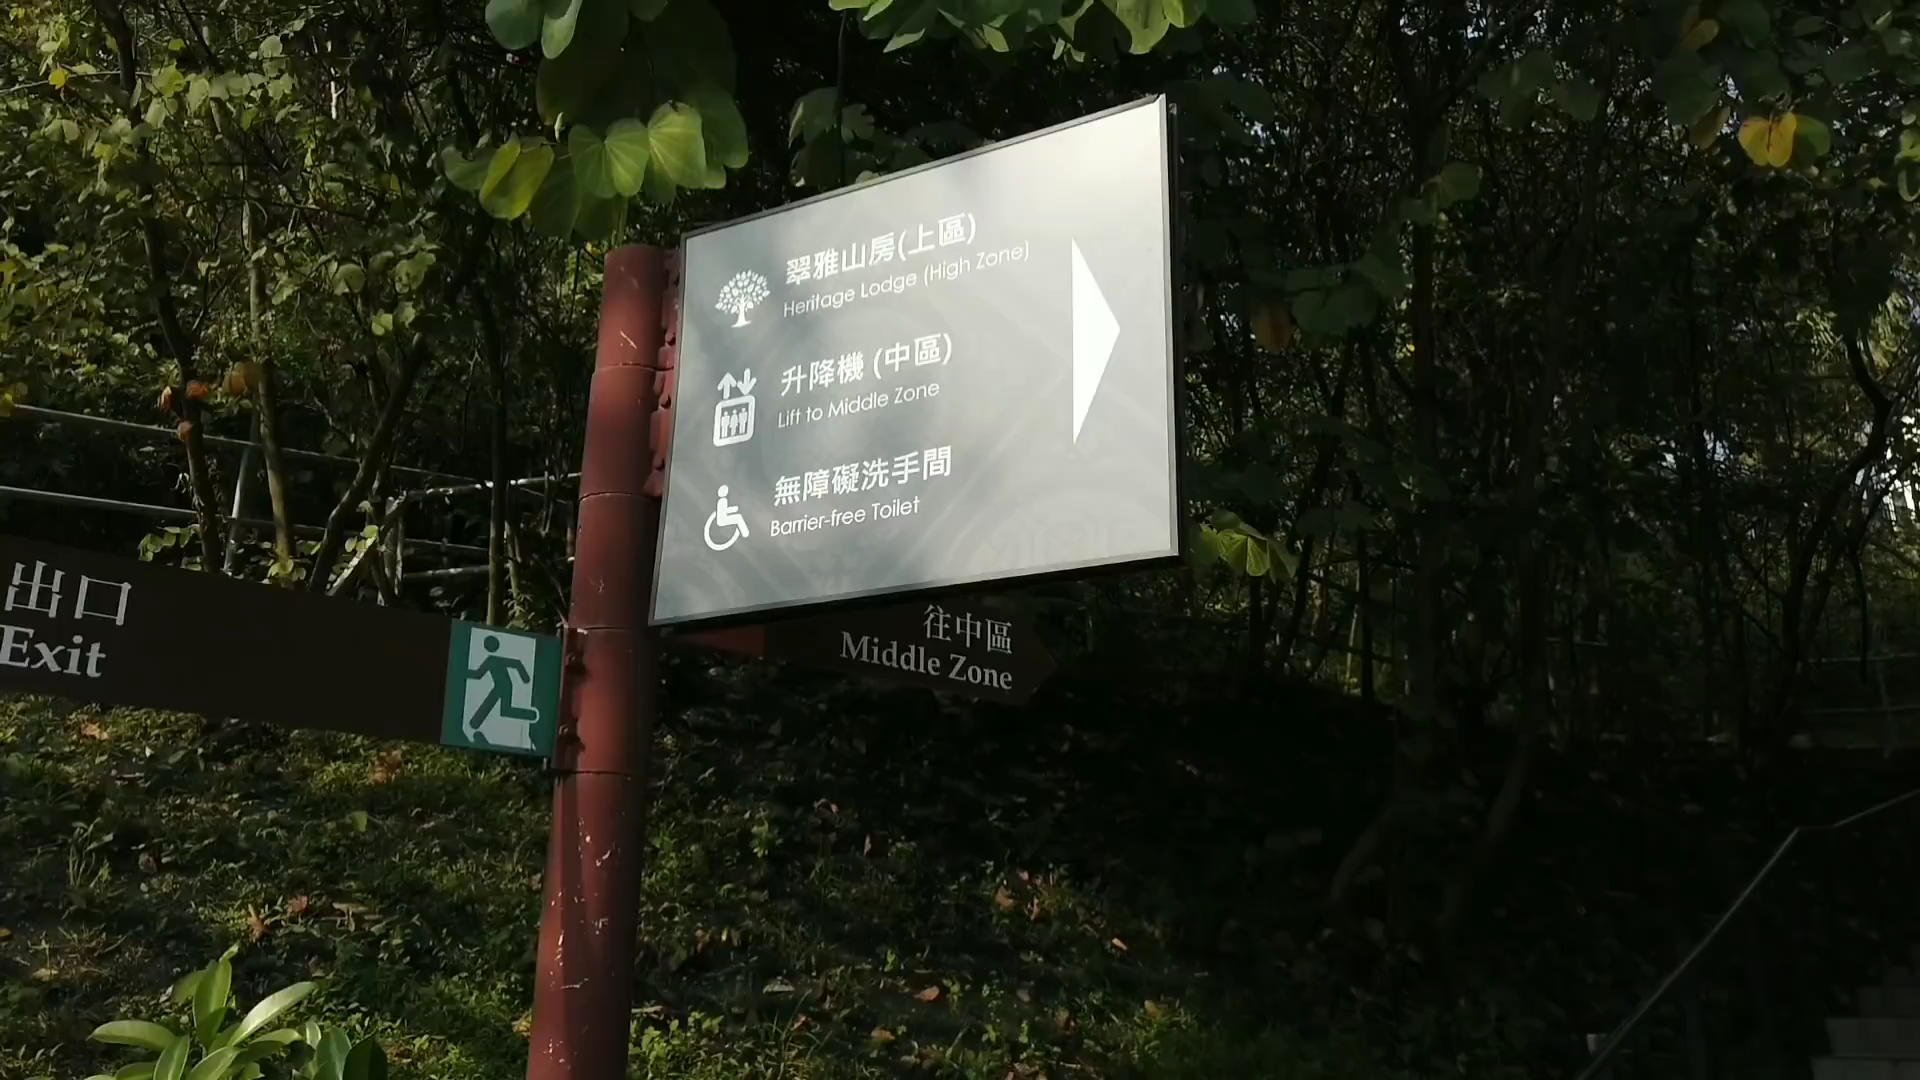 翠雅山房(上區)
Heritage Lodge (High Zone)
升降機 (中區)
Lift to Middle Zone
無障礙洗手間
Barrier-free Toilet
出口
Exit
往中區
Middle Zone